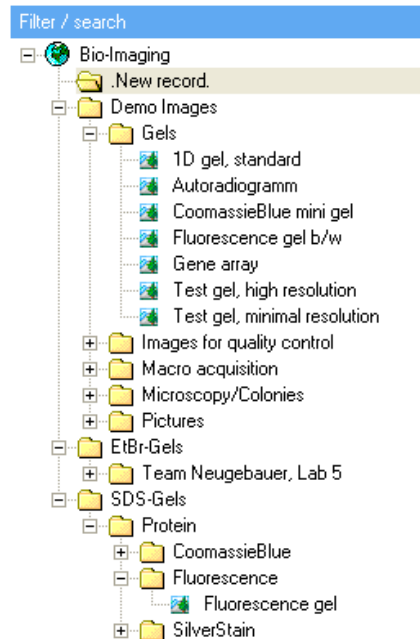 Filter / search
Bio-Imaging
.New record.
Demo Images
Gels
1D gel, standard
Autoradiogramm
CoomassieBlue mini gel
Fluorescence gel b/w
Gene array
Test gel, high resolution
Test gel, minimal resolution
Images for quality control
Macro acquisition
Microscopy/Colonies
Pictures
EtBr-Gels
Team Neugebauer, Lab 5
SDS-Gels
Protein
CoomassieBlue
Fluorescence
Fluorescence gel
SilverStain